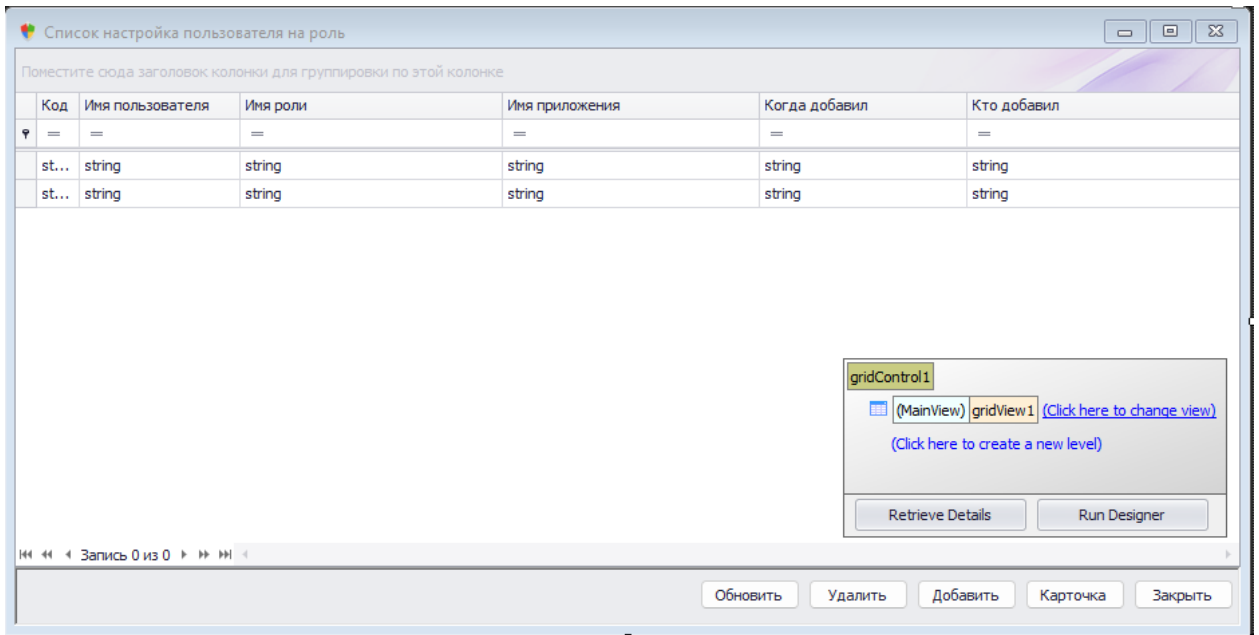 Список настройка пользователя на роль
Поместите сюда заголовок колонки для группировки по этой колонке
Код Имя пользователя Имя роли Имя приложения Когда добавил Кто добавил
= = = = = =
st... string string string string string
st... string string string string string
gridControl1
(MainView) gridView1 (Click here to change view)
(Click here to create a new level)
Retrieve Details Run Designer
Запись 0 из 0
Обновить Удалить Добавить Карточка Закрыть